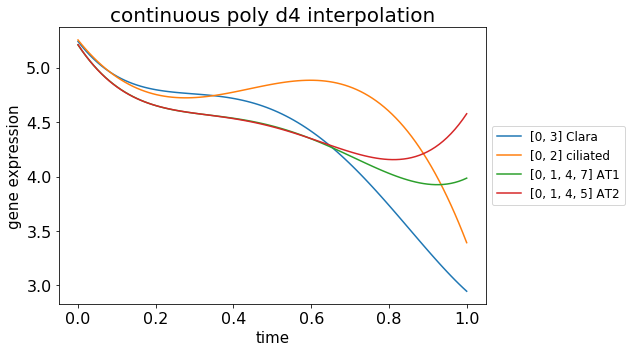 continuous poly d4 interpolation
gene expression
5.0
4.5
4.0
3.5
3.0
0.0 0.2 0.4 0.6 0.8 1.0
time
[0, 3] Clara
[0, 2] ciliated
[0, 1, 4, 7] AT1
[0, 1, 4, 5] AT2